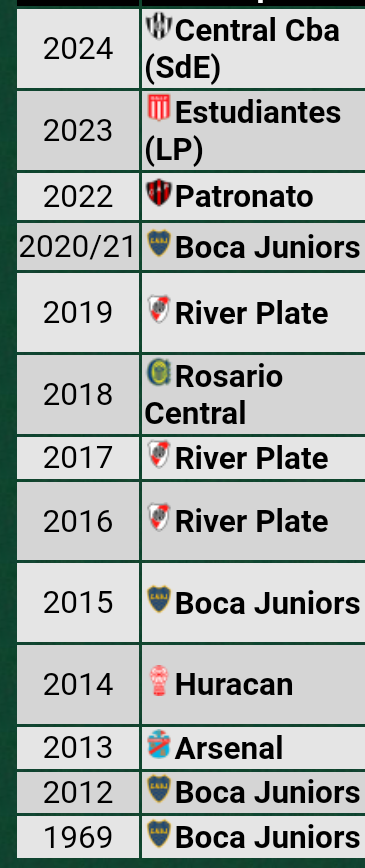 2024 Central Cba
(SdE)
2023 Estudiantes
(LP)
2022 Patronato
2020/21 Boca Juniors
2019 River Plate
2018 Rosario
Central
2017 River Plate
2016 River Plate
2015 Boca Juniors
2014 Huracan
2013 Arsenal
2012 Boca Juniors
1969 Boca Juniors